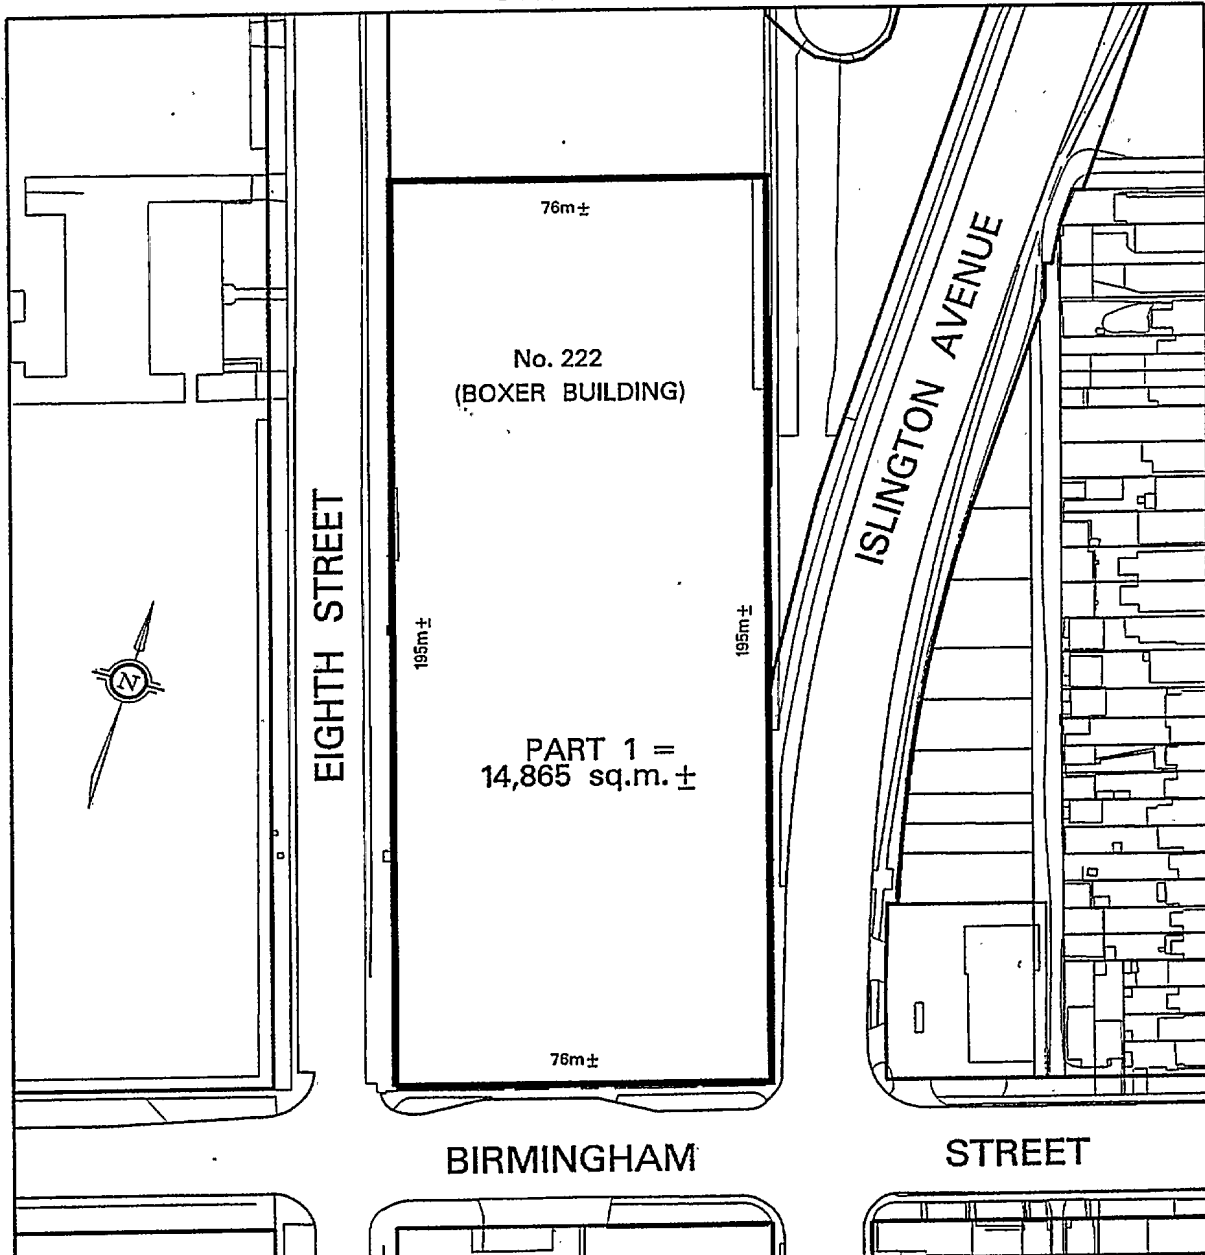 76m±
No. 222
(BOXER BUILDING)
ISLINGTON AVENUE
EIGHTH STREET
195m±
195m±
N
PART 1 =
14,865 sq.m.±
76m±
BIRMINGHAM STREET